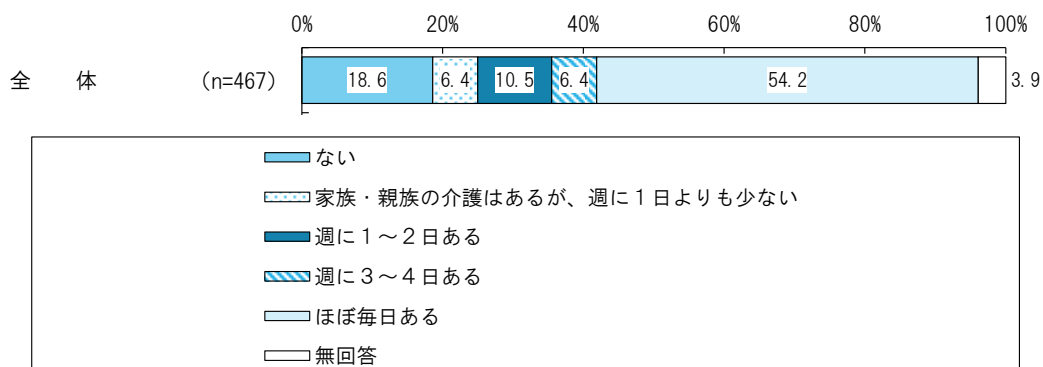 0% 20% 40% 60% 80% 100%
全 体 (n=467) 18.6 6.4 10.5 6.4 54.2 3.9
ない
家族・親族の介護はあるが、週に１日よりも少ない
週に１～２日ある
週に３～４日ある
ほぼ毎日ある
無回答